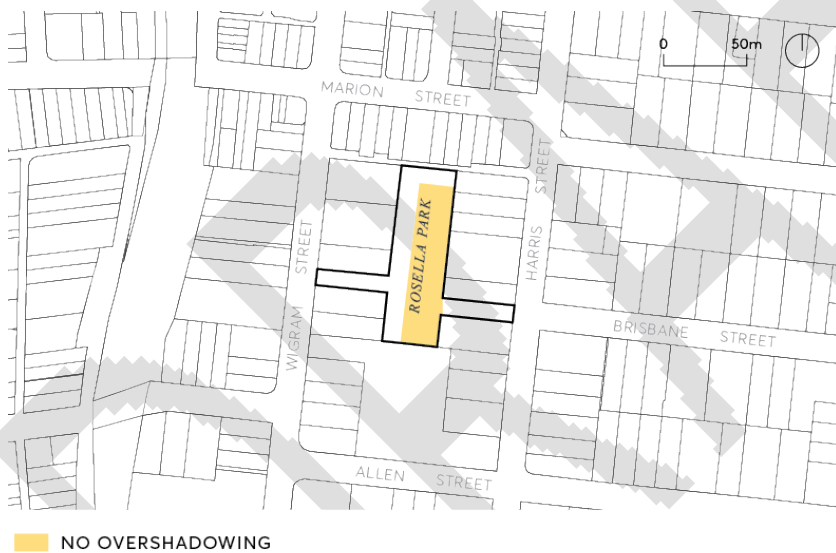 0 50m
MARION STREET
HARRIS STREET
WIGRAM STREET
ROSELLA PARK
BRISBANE STREET
ALLEN STREET
NO OVERSHADOWING